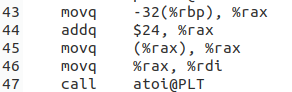 43 movq -32(%rbp), %rax
44 addq $24, %rax
45 movq (%rax), %rax
46 movq %rax, %rdi
47 call atoi@PLT